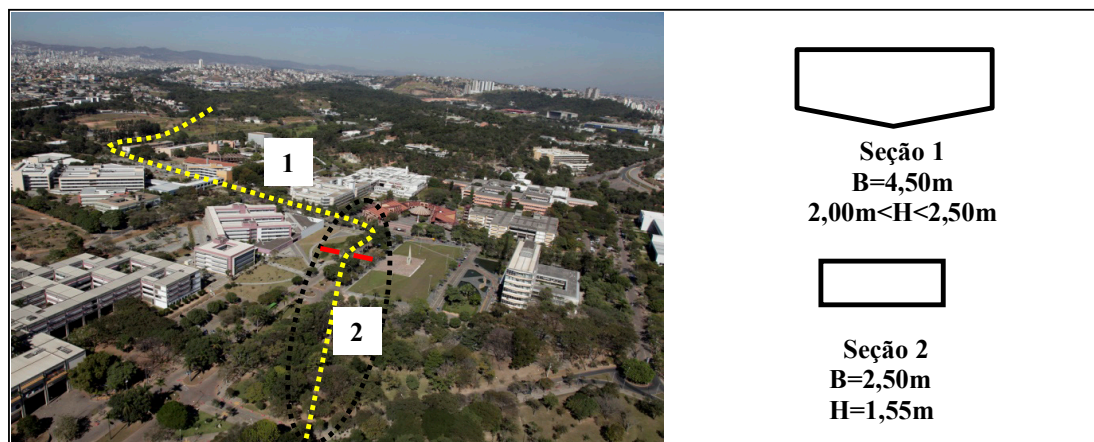 1
2
Seção 1
B=4,50m
2,00m<H<2,50m
Seção 2
B=2,50m
H=1,55m